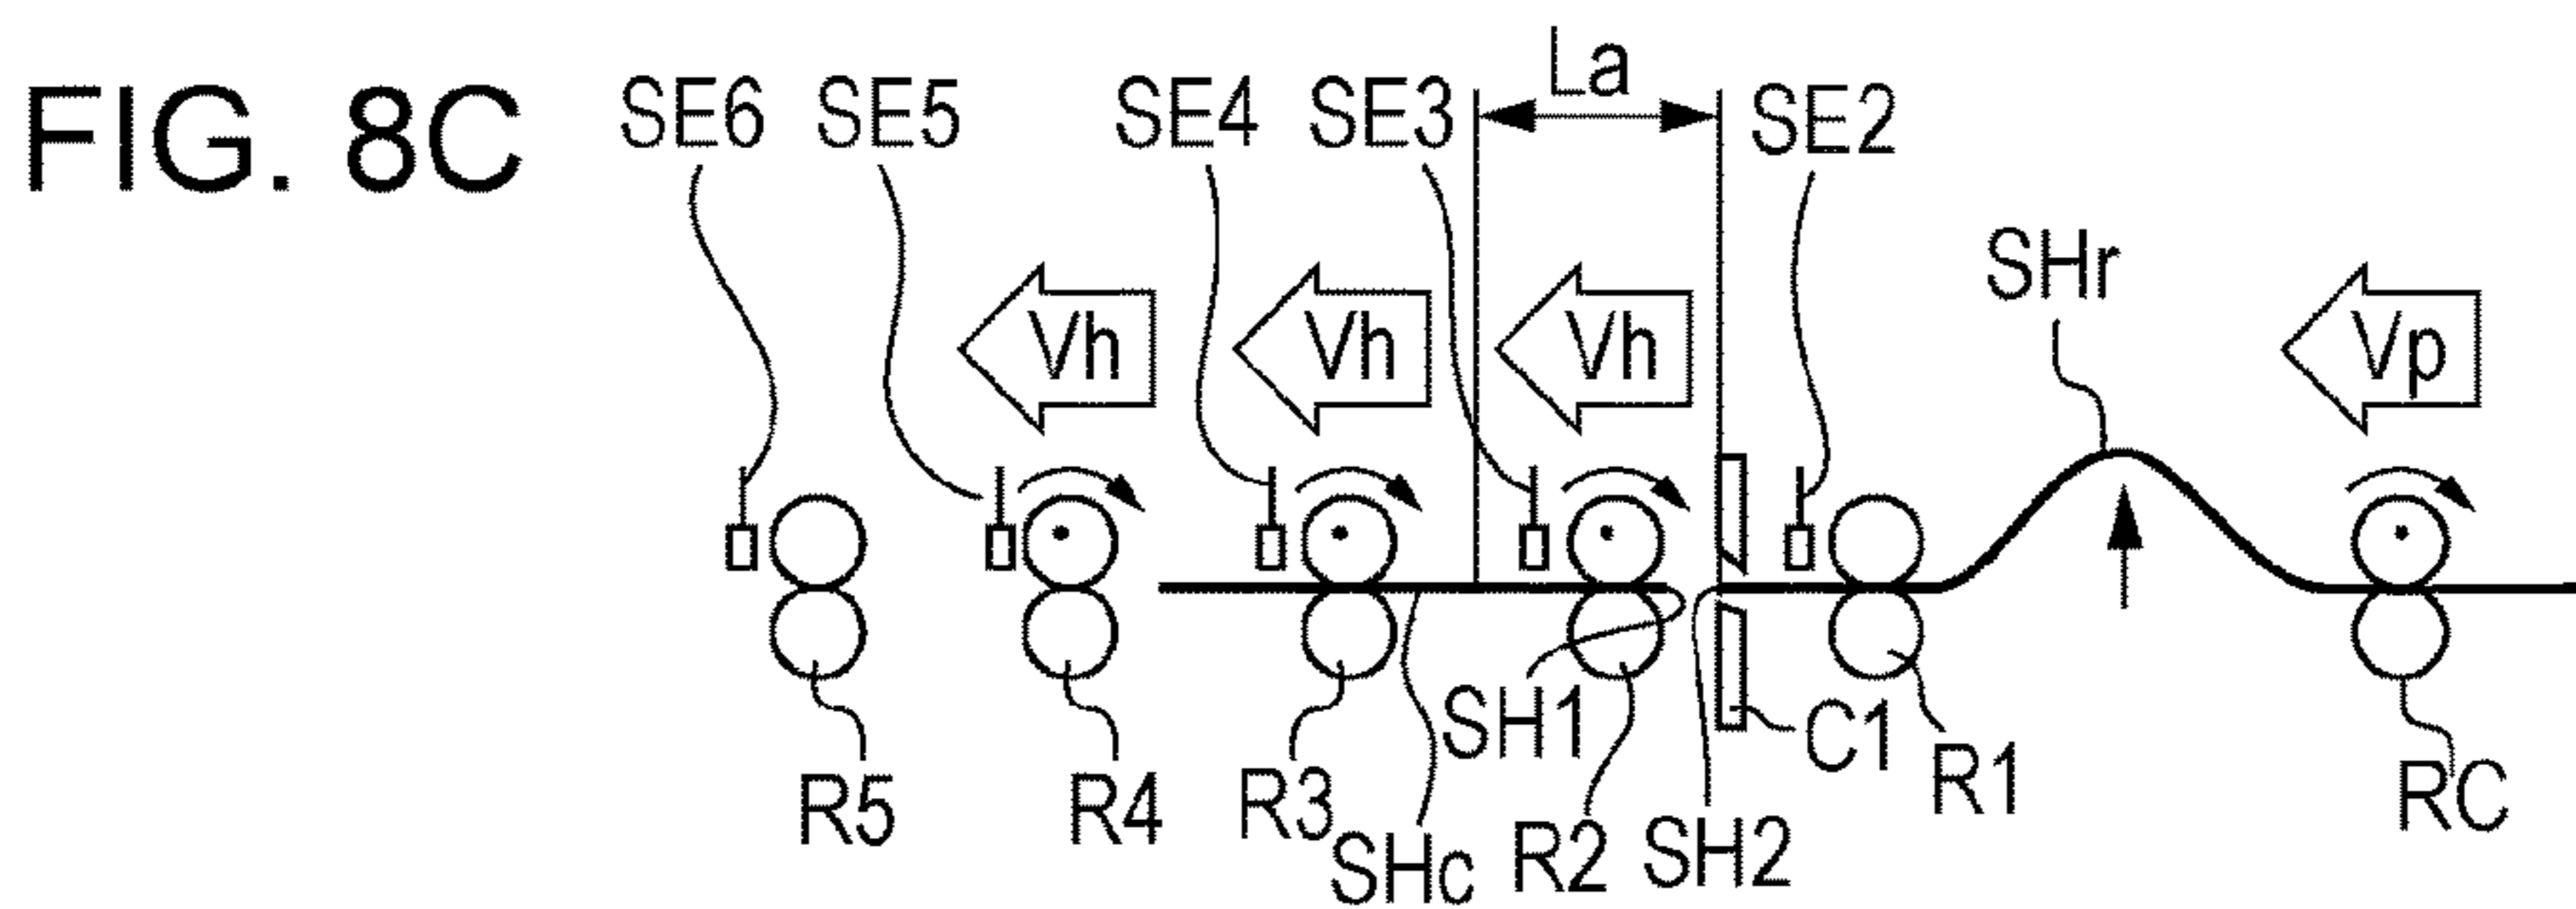 FIG. 8C
La
SE6 SE5 SE4 SE3 SE2
SHr
Vh Vh Vh Vp
SH1 C1 R1
R5 R4 R3 RC
SHc R2 SH2